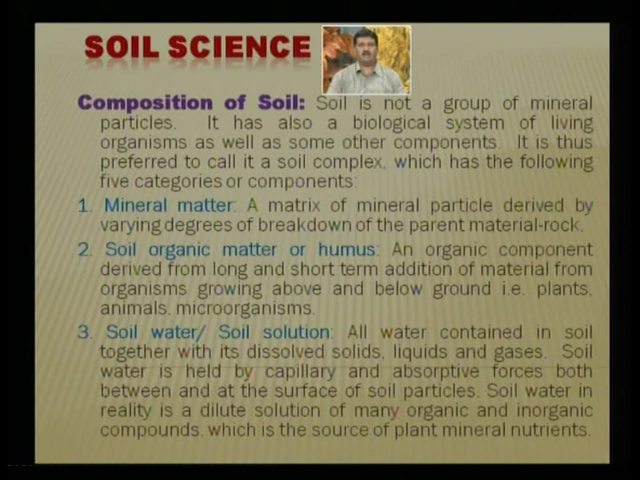 SOIL SCIENCE
Composition of Soil: Soil is not a group of mineral
particles. It has also a biological system of living
organisms as well as some other components. It is thus
preferred to call it a soil complex, which has the following
five categories or components:
1. Mineral matter: A matrix of mineral particle derived by
varying degrees of breakdown of the parent material-rock.
2. Soil organic matter or humus: An organic component
derived from long and short term addition of material from
organisms growing above and below ground i.e. plants,
animals, microorganisms.
3. Soil water/ Soil solution: All water contained in soil
together with its dissolved solids, liquids and gases. Soil
water is held by capillary and absorptive forces both
between and at the surface of soil particles. Soil water in
reality is a dilute solution of many organic and inorganic
compounds, which is the source of plant mineral nutrients.